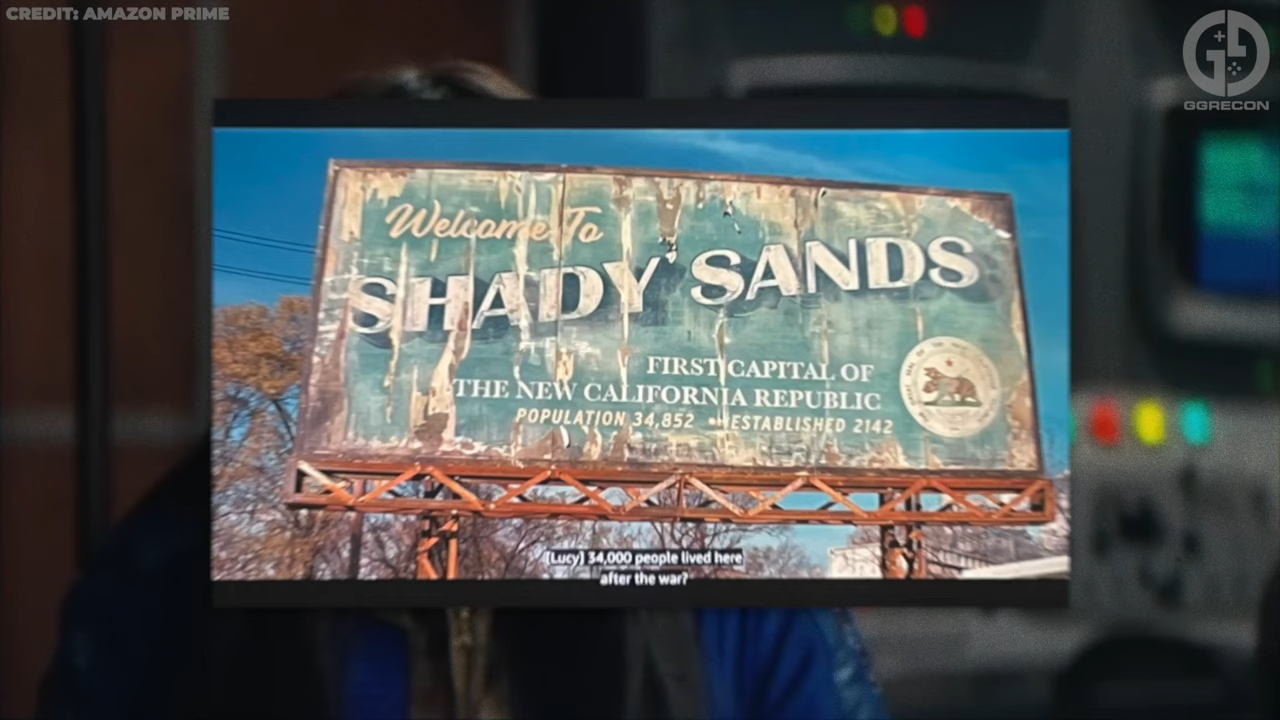 CREDIT: AMAZON PRIME
GGRECON
Welcome To
SHADY SANDS
FIRST CAPITAL OF
THE NEW CALIFORNIA REPUBLIC
POPULATION 34,852 • ESTABLISHED 2142
[Lucy] 34,000 people lived here
after the war?